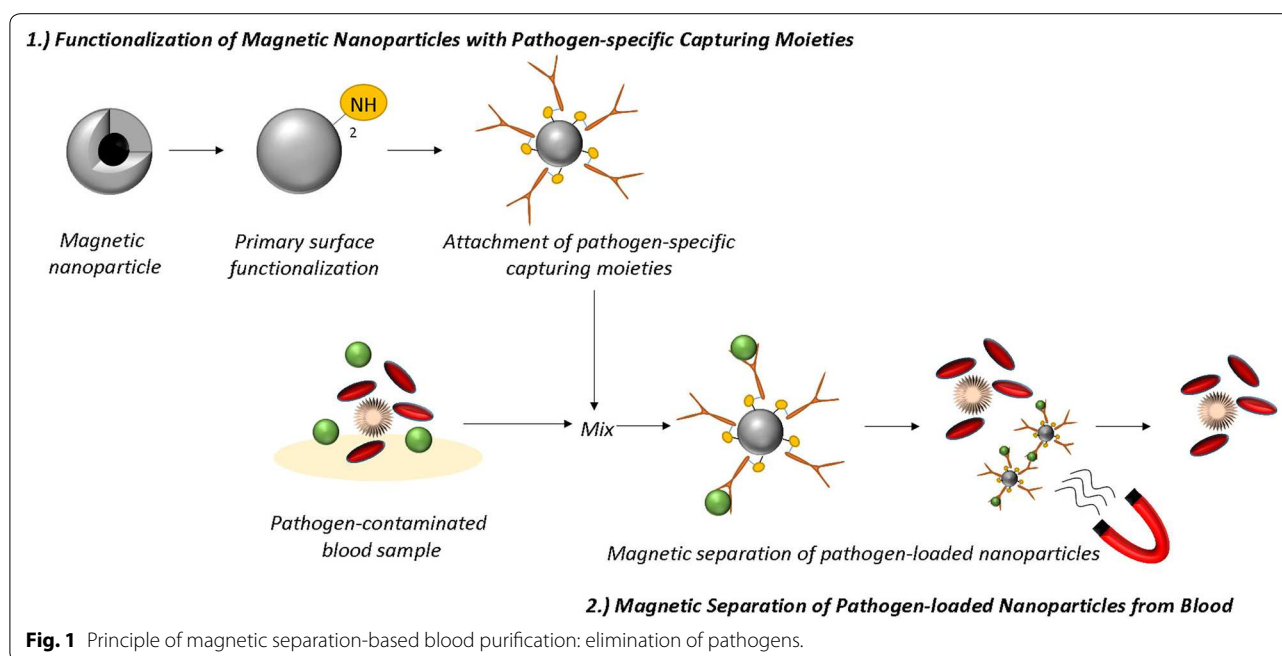 1.) Functionalization of Magnetic Nanoparticles with Pathogen-specific Capturing Moieties
NH
2
Magnetic
nanoparticle
Primary surface
functionalization
Attachment of pathogen-specific
capturing moieties
Mix
Pathogen-contaminated
blood sample
Magnetic separation of pathogen-loaded nanoparticles
2.) Magnetic Separation of Pathogen-loaded Nanoparticles from Blood
Fig. 1 Principle of magnetic separation-based blood purification: elimination of pathogens.